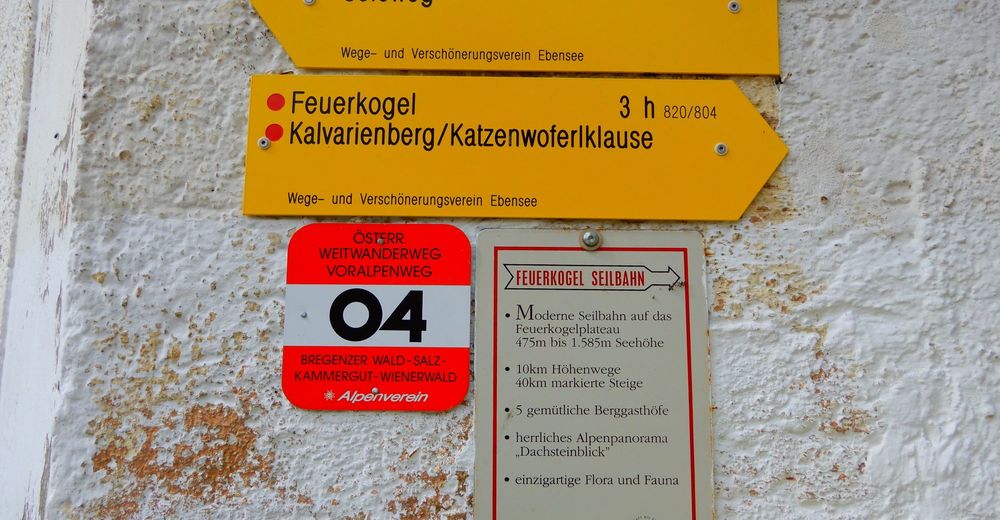 Wege- und Verschönerungsverein Ebensee
Feuerkogel 3 h 820/804
Kalvarienberg/Katzenwoferlklause
Wege- und Verschönerungsverein Ebensee
ÖSTERR.
WEITWANDERWEG
VORALPENWEG
04
BREGENZER WALD-SALZ-
KAMMERGUT-WIENERWALD
Alpenverein
FEUERKOGEL SEILBAHN
• Moderne Seilbahn auf das
Feuerkogelplateau
475m bis 1.585m Seehöhe
• 10km Höhenwege
40km markierte Steige
• 5 gemütliche Berggasthöfe
• herrliches Alpenpanorama
„Dachsteinblick"
• einzigartige Flora und Fauna